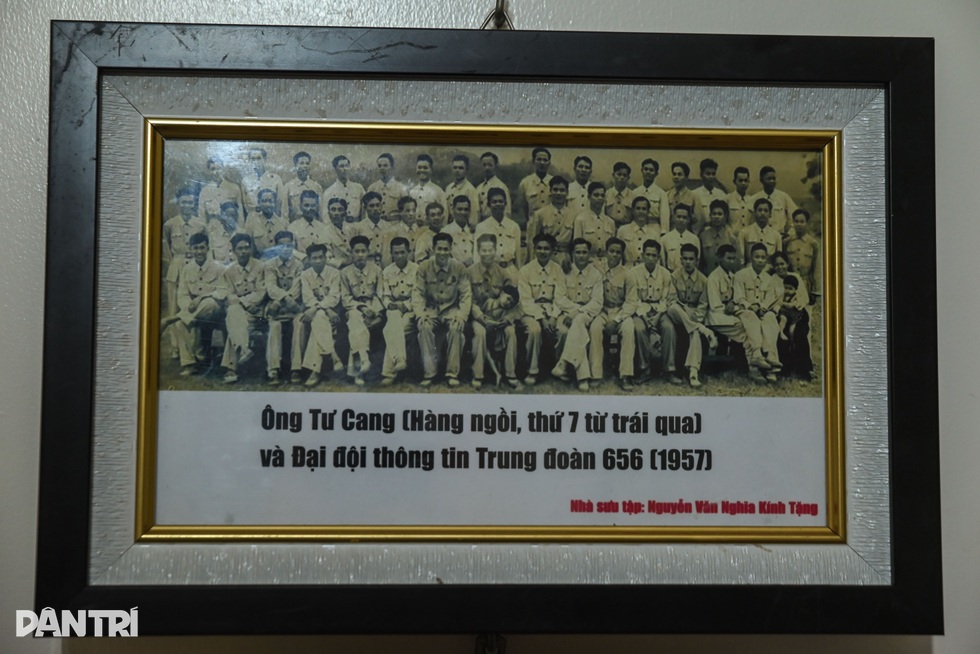 Ông Tư Cang (Hàng ngồi, thứ 7 từ trái qua)
và Đại đội thông tin Trung đoàn 656 (1957)
Nhà sưu tập: Nguyễn Văn Nghĩa Kính Tặng
DÂN TRÍ